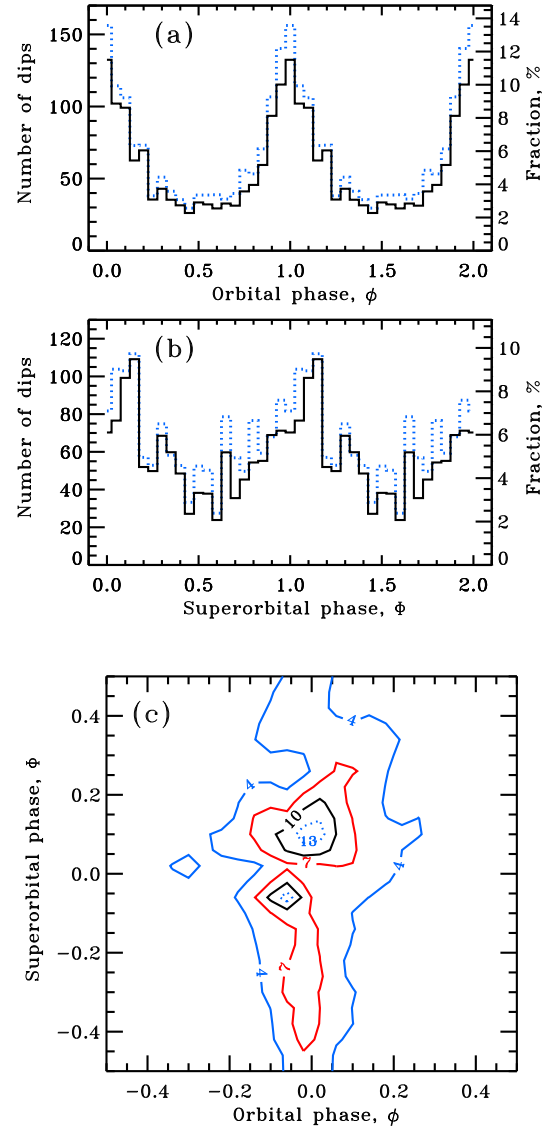 (a)
Number of dips
150
100
50
0
14
12
10
8
6
4
2
0
Fraction, %
0.0 0.5 1.0 1.5 2.0
Orbital phase, ϕ
(b)
Number of dips
120
100
80
60
40
20
0
10
8
6
4
2
0
Fraction, %
0.0 0.5 1.0 1.5 2.0
Superorbital phase, Φ
(c)
Superorbital phase, Φ
0.4
0.2
0.0
−0.2
−0.4
4
4
10
13
7
4
4
7
−0.4 −0.2 0.0 0.2 0.4
Orbital phase, ϕ